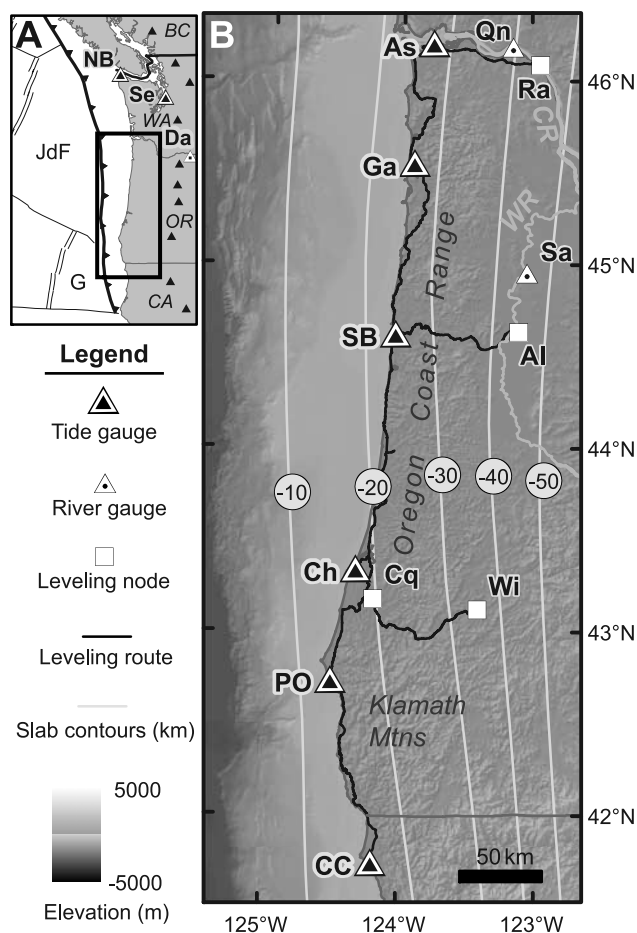 A
BC
NB
Se
WA
Da
JdF
OR
G
CA
Legend
Tide gauge
River gauge
Leveling node
Leveling route
Slab contours (km)
5000
-5000
Elevation (m)
B
As
Qn
Ra
46°N
CR
Ga
WR
Sa
45°N
SB
Al
Oregon Coast Range
44°N
-10
-20
-30
-40
-50
Ch
Cq
Wi
43°N
PO
Klamath
Mtns
42°N
CC
50 km
125°W
124°W
123°W